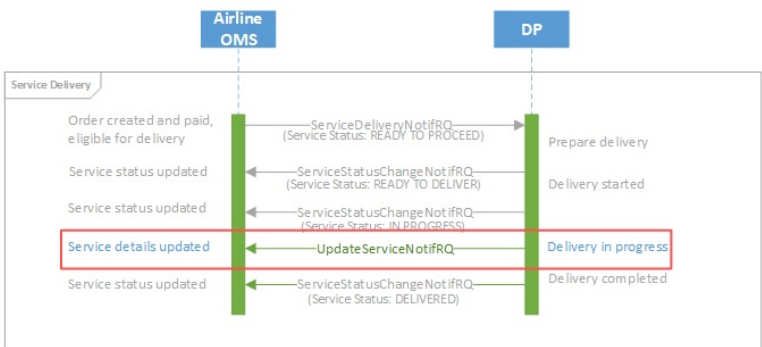 Airline
OMS
DP
Service Delivery
Order created and paid,
eligible for delivery
ServiceDeliveryNotifRQ
(Service Status: READY TO PROCEED)
Prepare delivery
Service status updated
ServiceStatusChangeNotifRQ
(Service Status: READY TO DELIVER)
Delivery started
Service status updated
ServiceStatusChangeNotifRQ
(Service Status: IN PROGRESS)
Service details updated
UpdateServiceNotifRQ
Delivery in progress
Service status updated
ServiceStatusChangeNotifRQ
(Service Status: DELIVERED)
Delivery completed